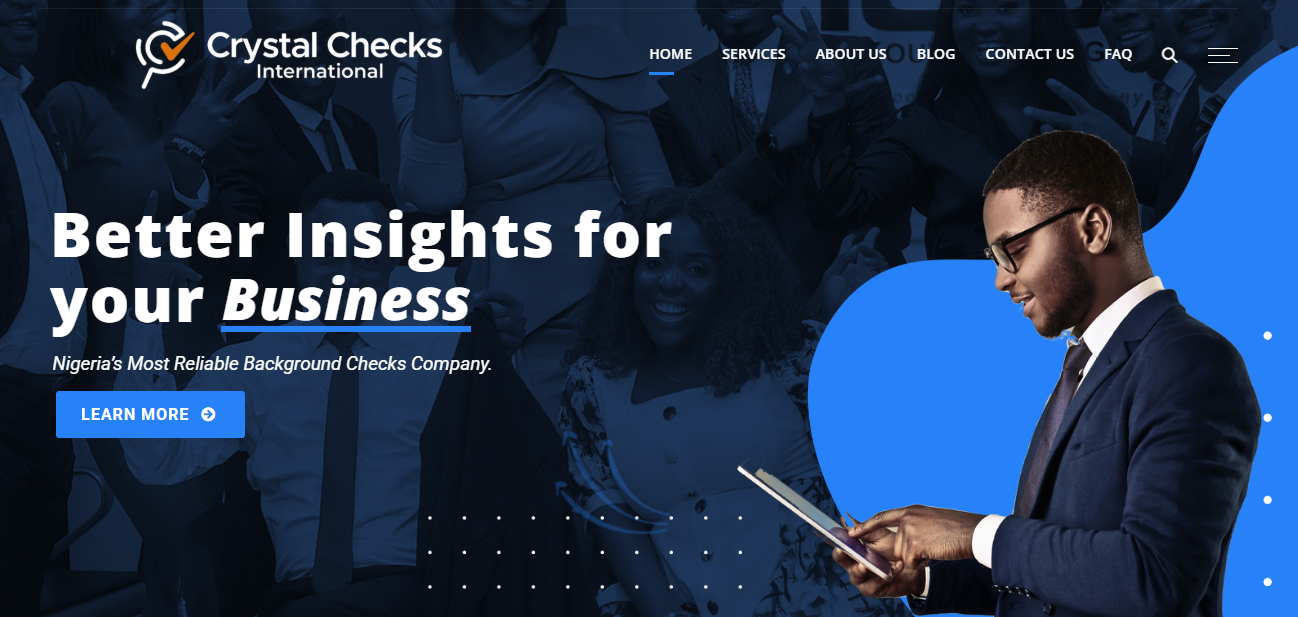 Crystal Checks
International
HOME SERVICES ABOUT US BLOG CONTACT US FAQ
Better Insights for
your Business
Nigeria's Most Reliable Background Checks Company.
LEARN MORE